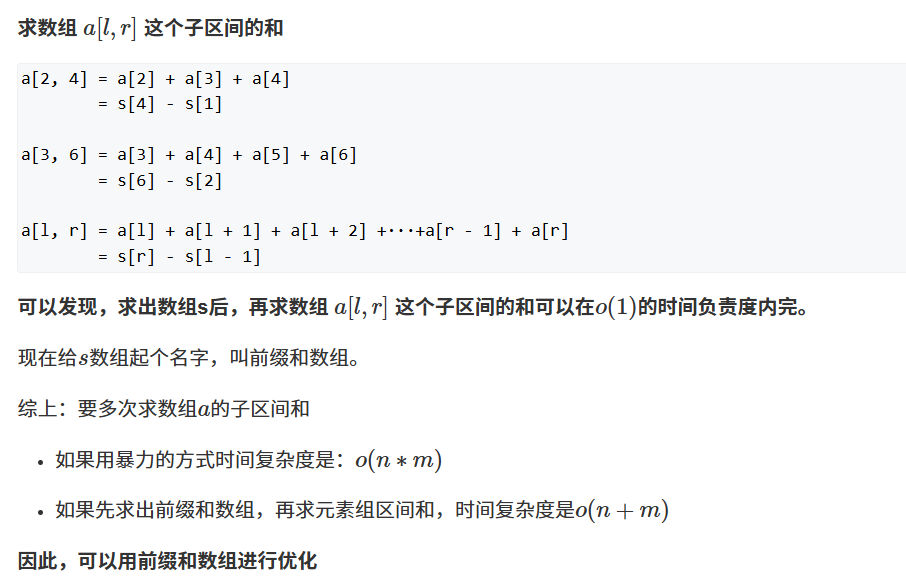 求数组 a[l, r] 这个子区间的和
a[2, 4] = a[2] + a[3] + a[4]
= s[4] - s[1]
a[3, 6] = a[3] + a[4] + a[5] + a[6]
= s[6] - s[2]
a[l, r] = a[l] + a[l + 1] + a[l + 2] +···+a[r - 1] + a[r]
= s[r] - s[l - 1]
可以发现，求出数组s后，再求数组 a[l, r] 这个子区间的和可以在o(1)的时间负责度内完。
现在给s数组起个名字，叫前缀和数组。
综上：要多次求数组a的子区间和
• 如果用暴力的方式时间复杂度是：o(n ∗ m)
• 如果先求出前缀和数组，再求元素组区间和，时间复杂度是o(n + m)
因此，可以用前缀和数组进行优化